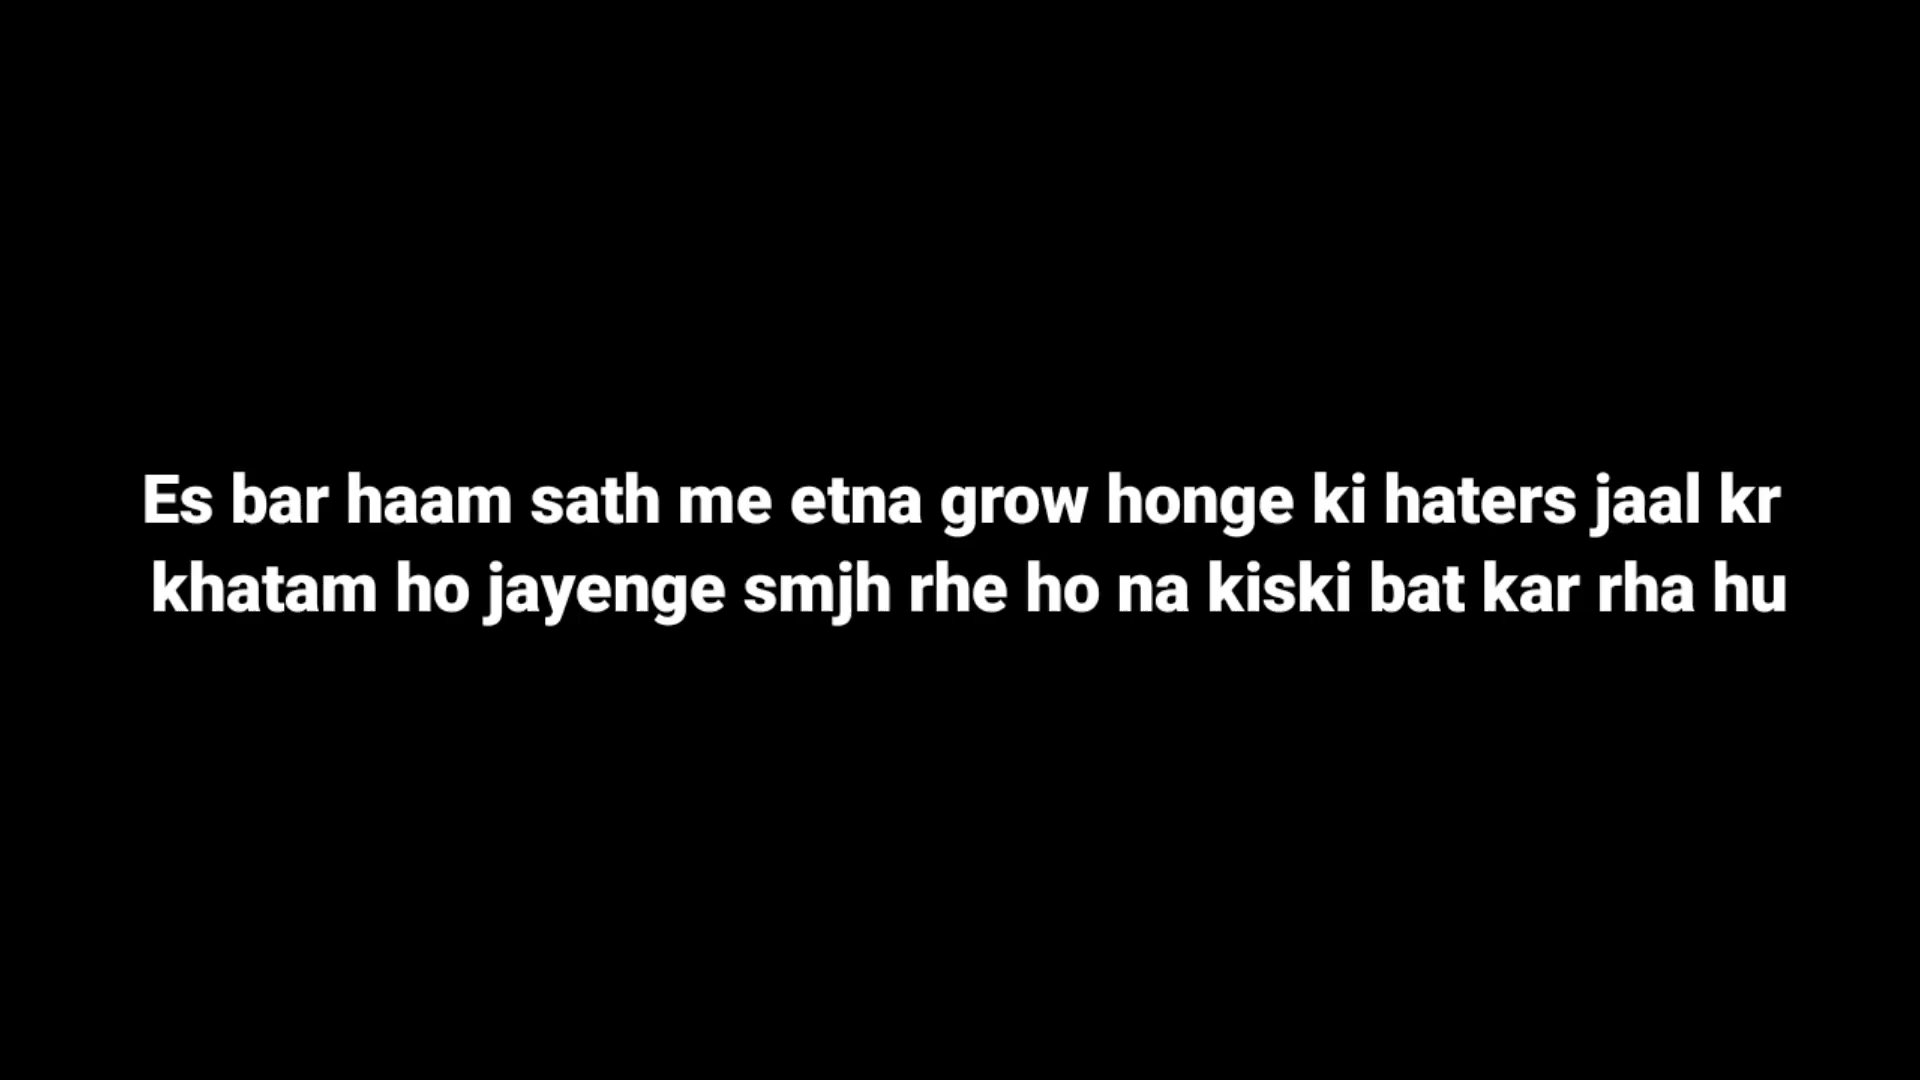 Es bar haam sath me etna grow honge ki haters jaal kr
khatam ho jayenge smjh rhe ho na kiski bat kar rha hu